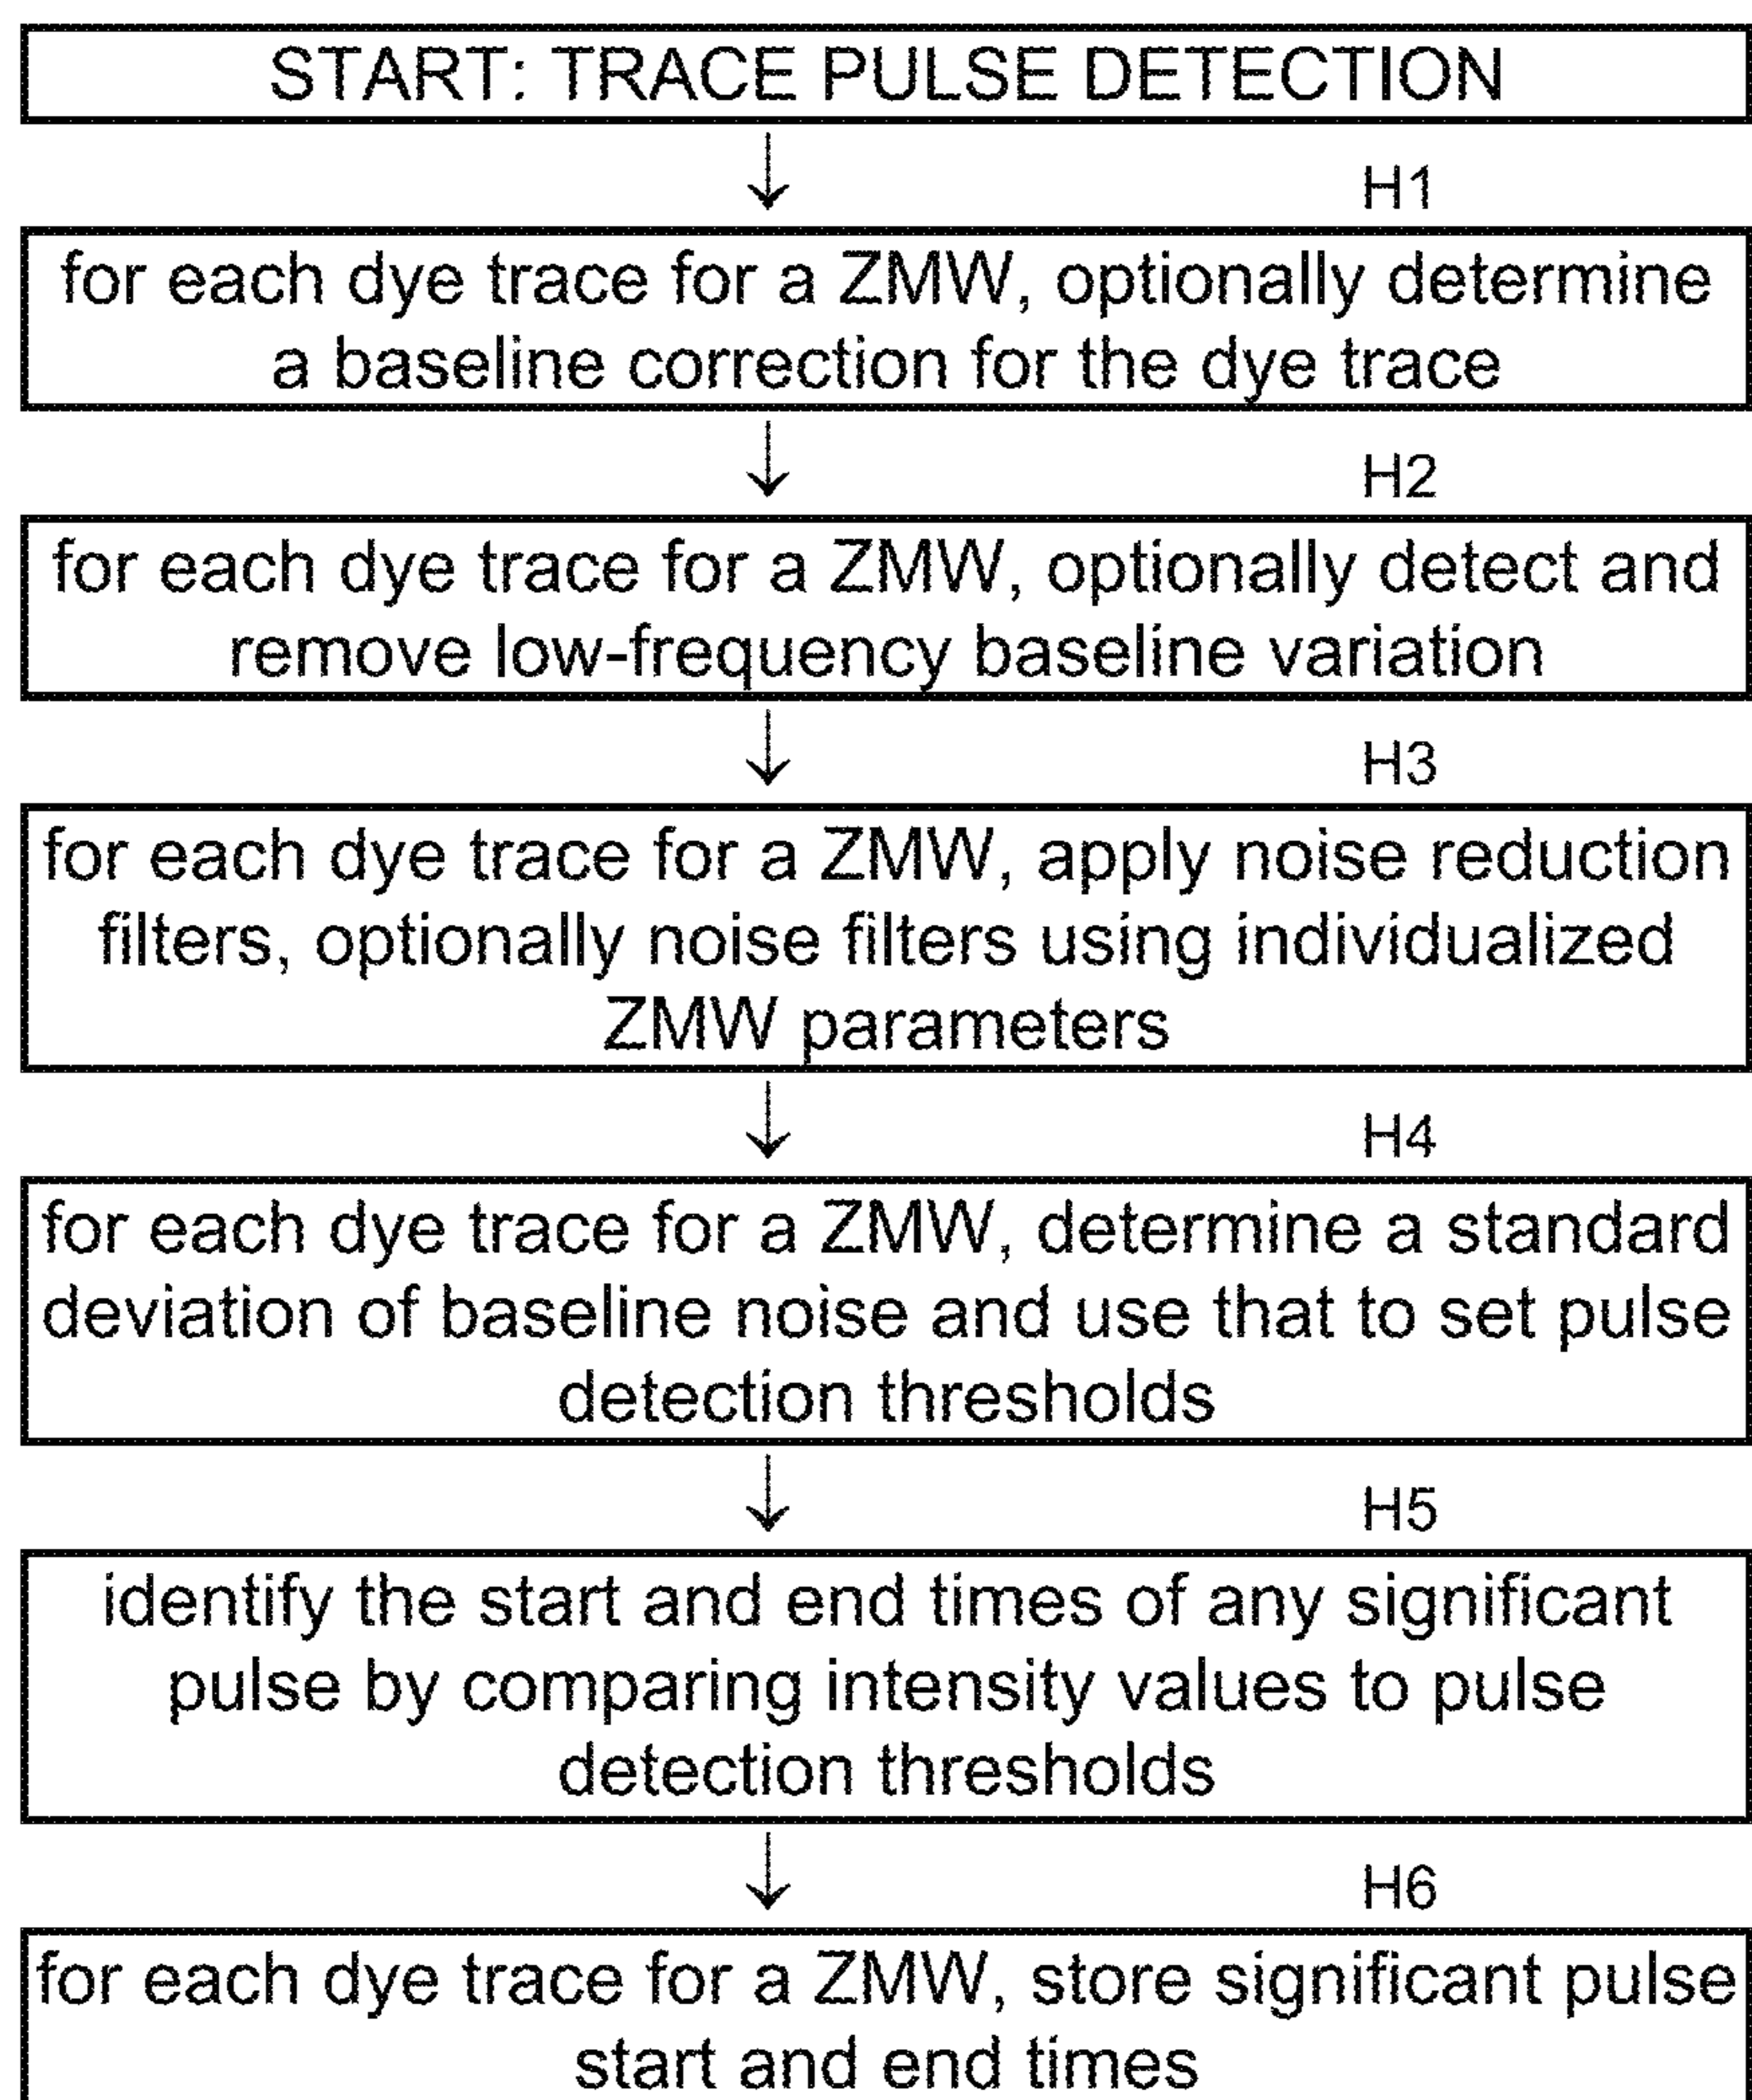 START: TRACE PULSE DETECTION
H1
for each dye trace for a ZMW, optionally determine
a baseline correction for the dye trace
H2
for each dye trace for a ZMW, optionally detect and
remove low-frequency baseline variation
H3
for each dye trace for a ZMW, apply noise reduction
filters, optionally noise filters using individualized
ZMW parameters
H4
for each dye trace for a ZMW, determine a standard
deviation of baseline noise and use that to set pulse
detection thresholds
H5
identify the start and end times of any significant
pulse by comparing intensity values to pulse
detection thresholds
H6
for each dye trace for a ZMW, store significant pulse
start and end times